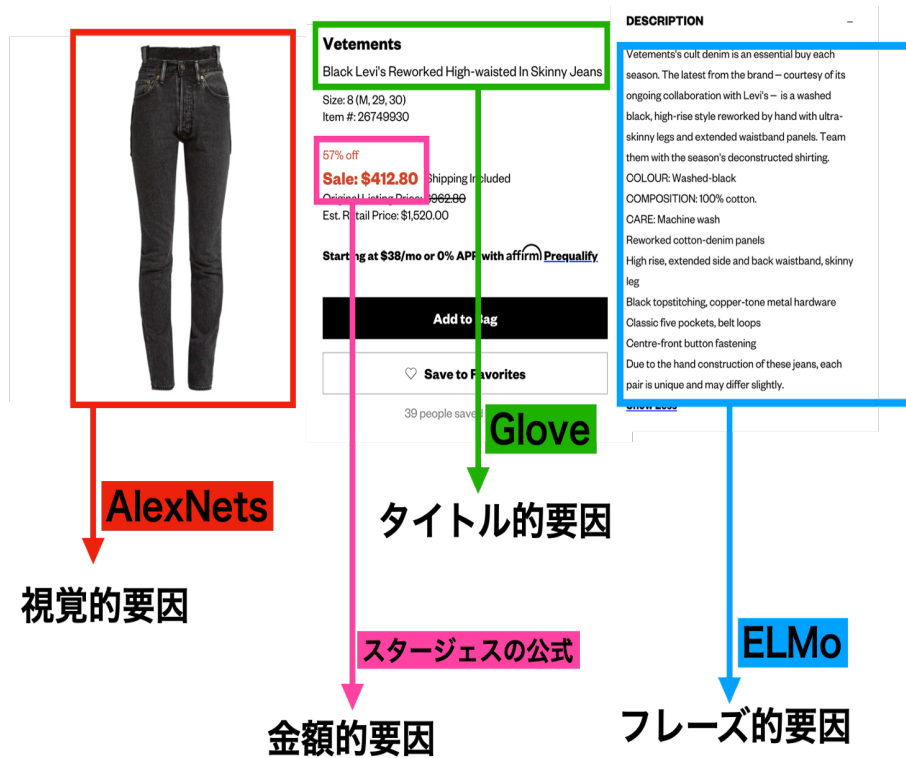 Vetements
Black Levi's Reworked High-waisted In Skinny Jeans
Size: 8 (M, 29, 30)
Item #: 26749930
57% off
Sale: $412.80 Shipping Included
Original Listing Price: $962.80
Est. Retail Price: $1,520.00
Starting at $38/mo or 0% APR with affirm Prequalify
Add to Bag
Save to Favorites
39 people saved
DESCRIPTION
Vetements's cult denim is an essential buy each
season. The latest from the brand – courtesy of its
ongoing collaboration with Levi's – is a washed
black, high-rise style reworked by hand with ultra-
skinny legs and extended waistband panels. Team
them with the season's deconstructed shirting.
COLOUR: Washed-black
COMPOSITION: 100% cotton.
CARE: Machine wash
Reworked cotton-denim panels
High rise, extended side and back waistband, skinny
leg
Black topstitching, copper-tone metal hardware
Classic five pockets, belt loops
Centre-front button fastening
Due to the hand construction of these jeans, each
pair is unique and may differ slightly.
Show Less
AlexNets
視覚的要因
Glove
タイトル的要因
スタージェスの公式
金額的要因
ELMo
フレーズ的要因